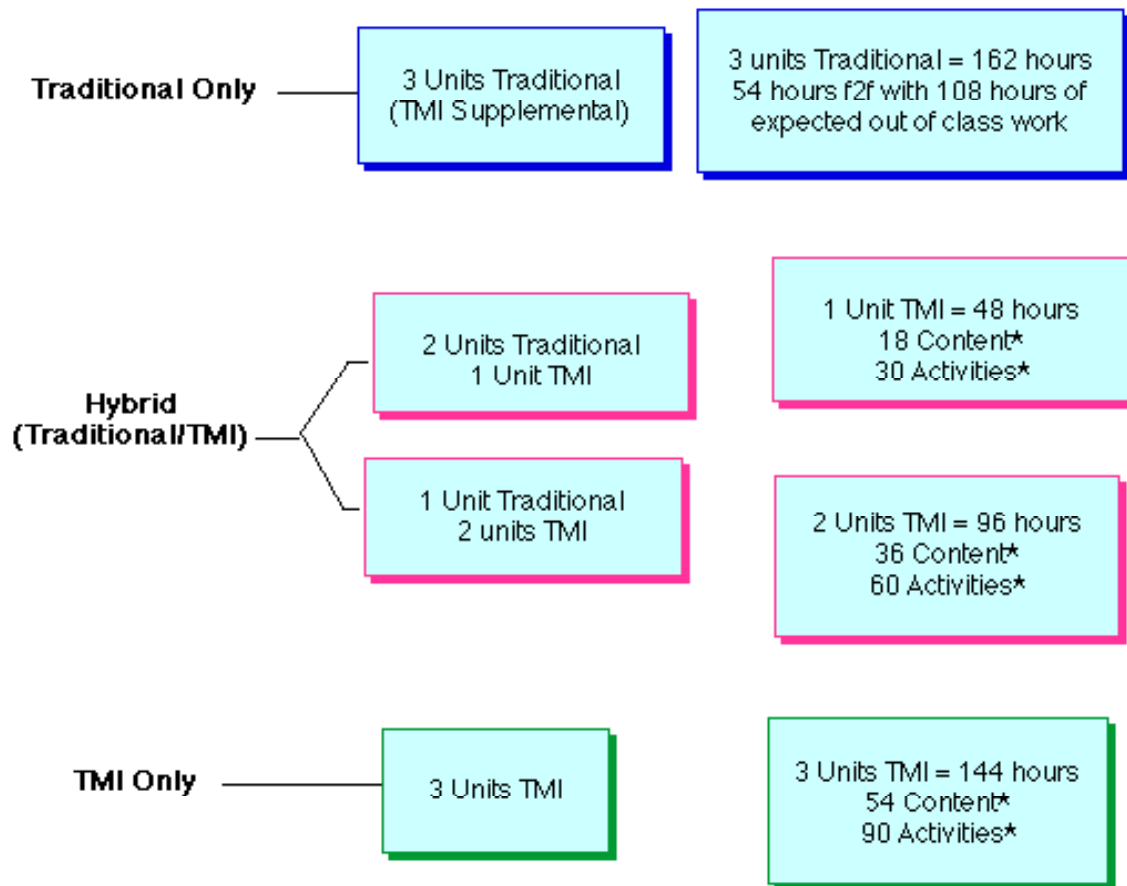 Traditional Only
3 Units Traditional
(TMI Supplemental)
3 units Traditional = 162 hours
54 hours f2f with 108 hours of
expected out of class work
Hybrid
(Traditional/TMI)
2 Units Traditional
1 Unit TMI
1 Unit TMI = 48 hours
18 Content*
30 Activities*
1 Unit Traditional
2 units TMI
2 Units TMI = 96 hours
36 Content*
60 Activities*
TMI Only
3 Units TMI
3 Units TMI = 144 hours
54 Content*
90 Activities*